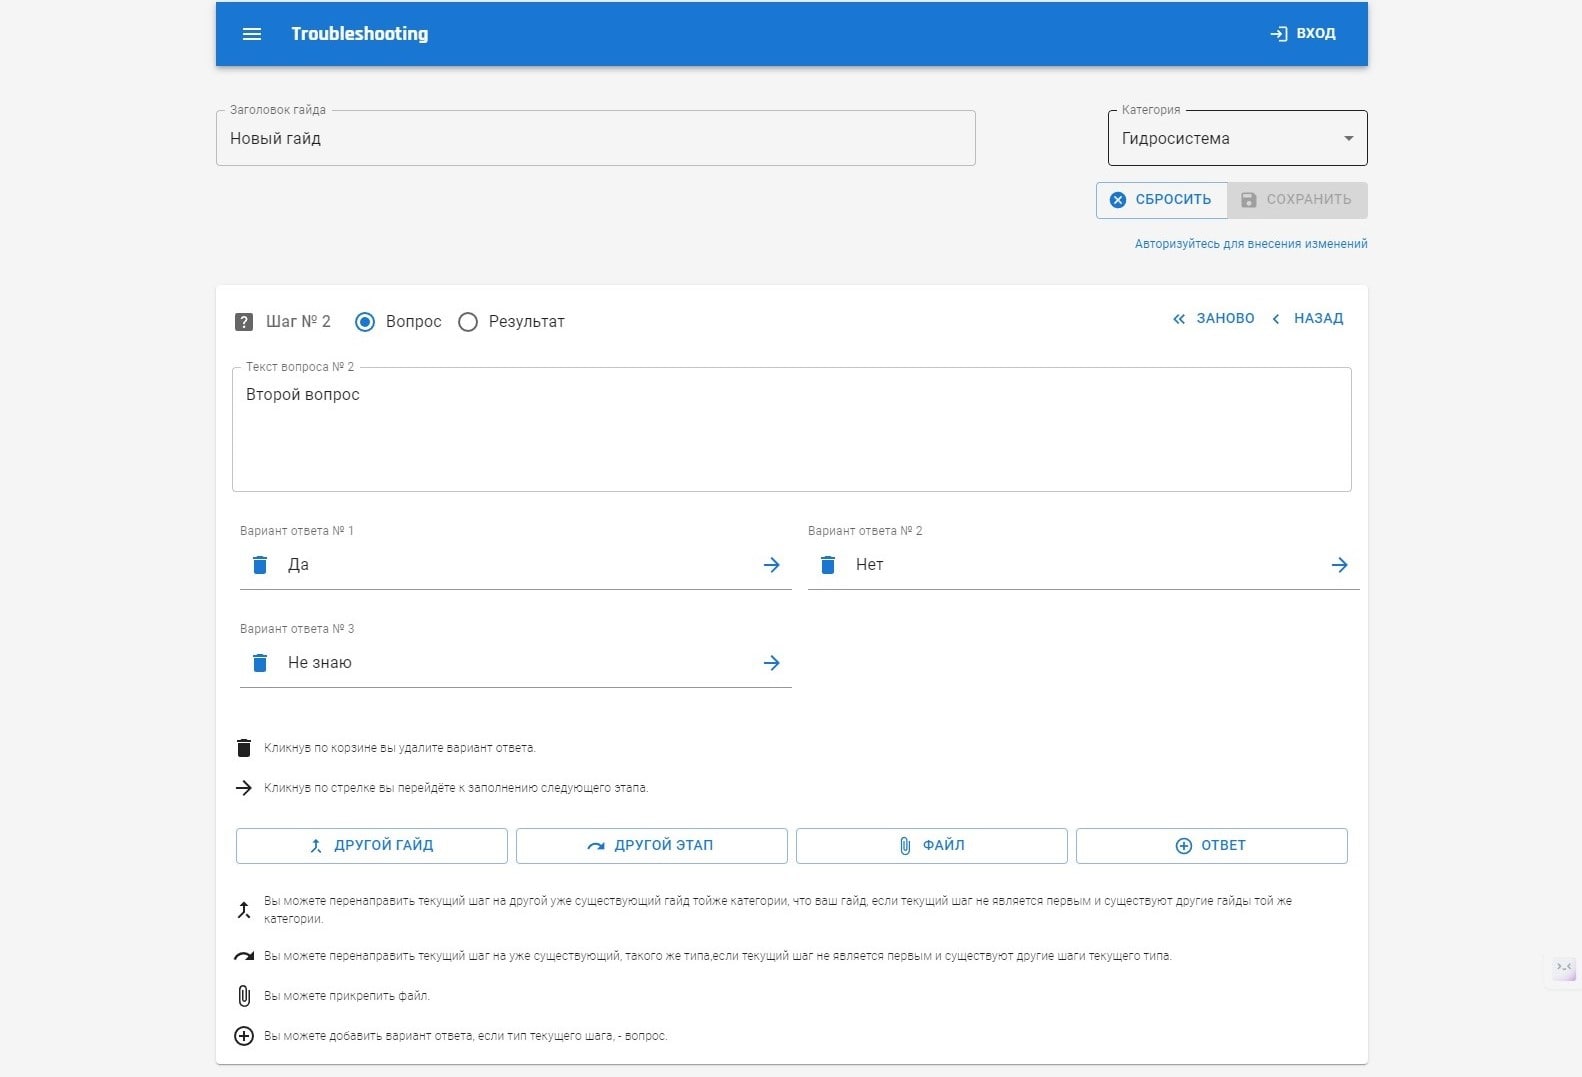 Troubleshooting
ВХОД
Заголовок гайда
Новый гайд
Категория
Гидросистема
СБРОСИТЬ
СОХРАНИТЬ
Авторизуйтесь для внесения изменений
Шаг № 2
Вопрос
Результат
ЗАНОВО
НАЗАД
Текст вопроса № 2
Второй вопрос
Вариант ответа № 1
Да
Вариант ответа № 2
Нет
Вариант ответа № 3
Не знаю
Кликнув по корзине вы удалите вариант ответа.
Кликнув по стрелке вы перейдёте к заполнению следующего этапа.
ДРУГОЙ ГАЙД
ДРУГОЙ ЭТАП
ФАЙЛ
ОТВЕТ
Вы можете перенаправить текущий шаг на другой уже существующий гайд тойже категории, что ваш гайд, если текущий шаг не является первым и существуют другие гайды той же
категории.
Вы можете перенаправить текущий шаг на уже существующий, такого же типа,если текущий шаг не является первым и существуют другие шаги текущего типа.
Вы можете прикрепить файл.
Вы можете добавить вариант ответа, если тип текущего шага, - вопрос.